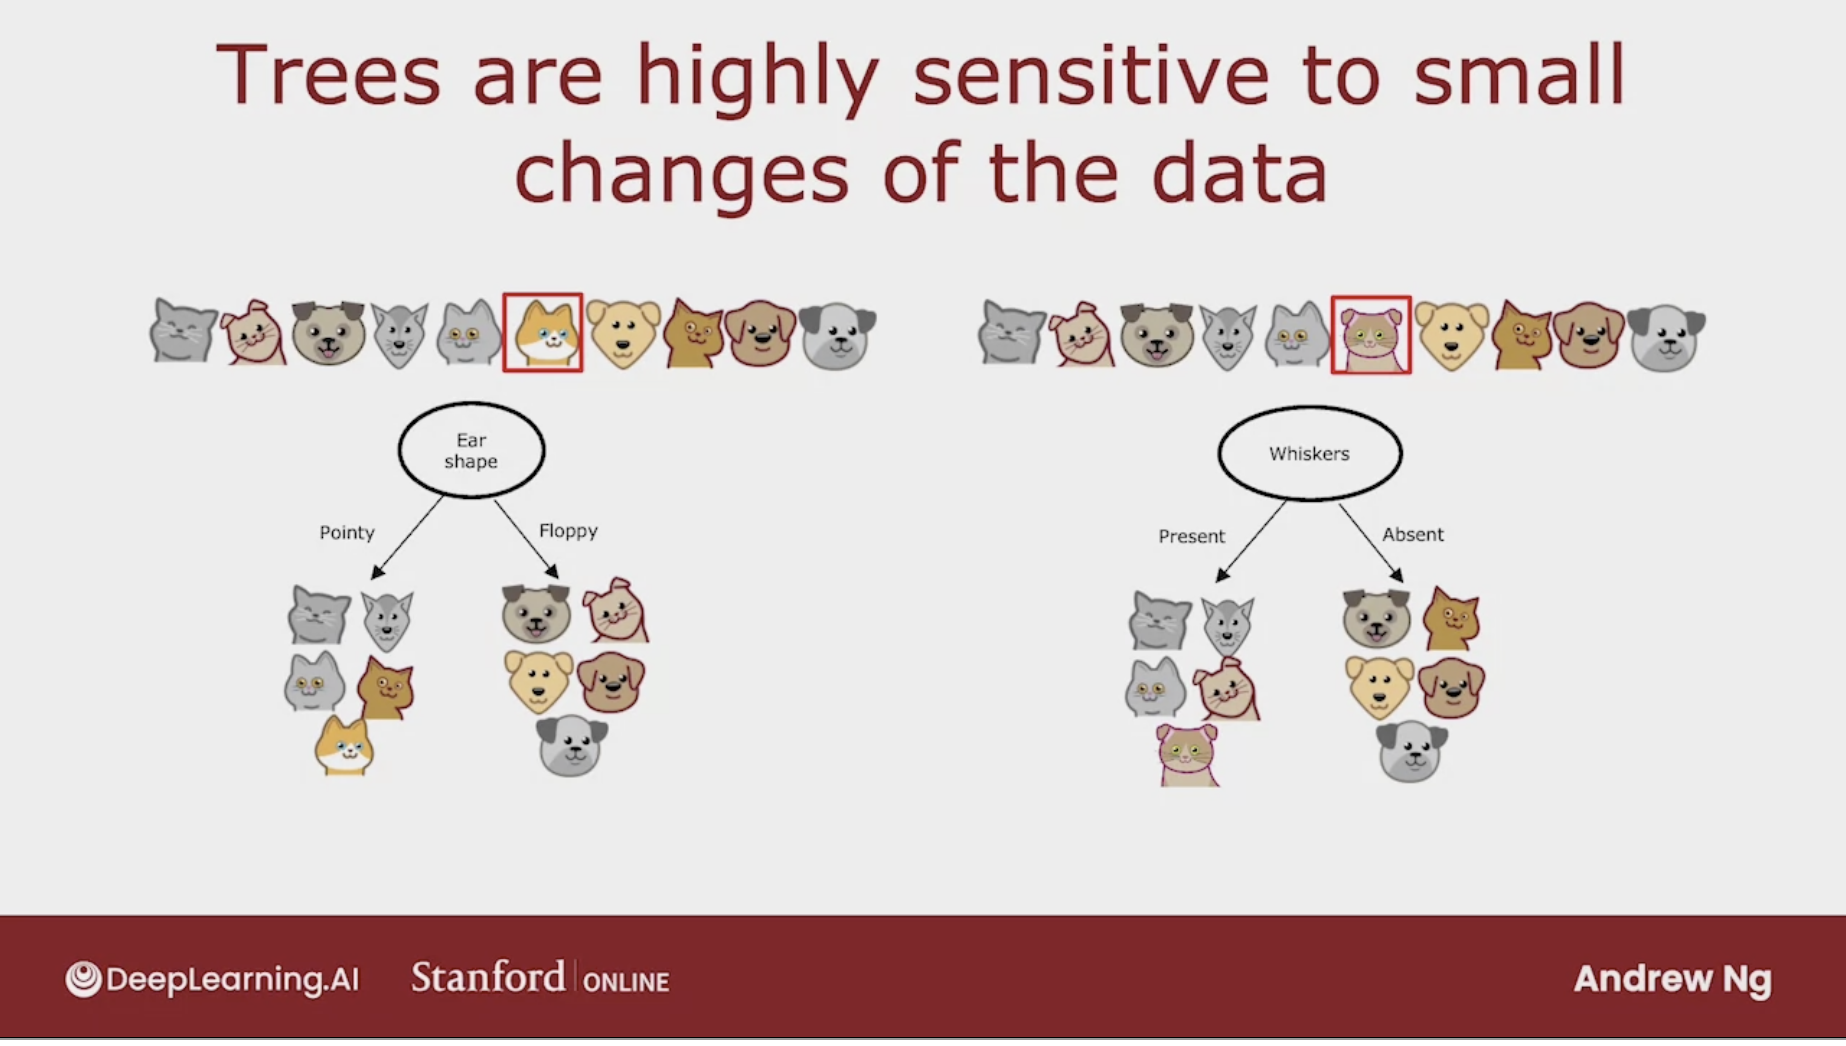 Trees are highly sensitive to small
changes of the data
Ear
shape
Pointy
Floppy
Whiskers
Present
Absent
DeepLearning.AI
Stanford ONLINE
Andrew Ng